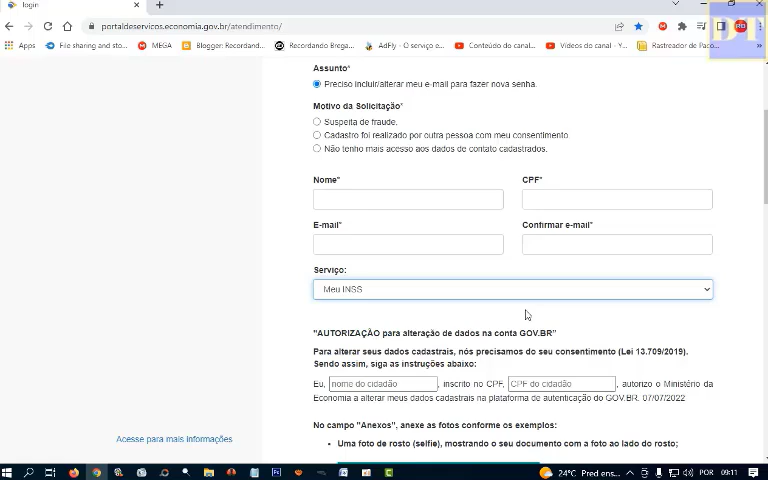 login
portaldeservicos.economia.gov.br/atendimento/
Apps
File sharing and sto...
MEGA
Blogger: Recordand...
Recordando Brega...
AdFly - O serviço e...
Conteúdo do canal...
Vídeos do canal - Y...
Rastreador de Paco...
DT
Assunto*
Preciso incluir/alterar meu e-mail para fazer nova senha.
Motivo da Solicitação*
Suspeita de fraude.
Cadastro foi realizado por outra pessoa com meu consentimento
Não tenho mais acesso aos dados de contato cadastrados.
Nome*
CPF*
E-mail*
Confirmar e-mail*
Serviço:
Meu INSS
"AUTORIZAÇÃO para alteração de dados na conta GOV.BR"
Para alterar seus dados cadastrais, nós precisamos do seu consentimento (Lei 13.709/2019).
Sendo assim, siga as instruções abaixo:
Eu, nome do cidadão, inscrito no CPF, CPF do cidadão, autorizo o Ministério da
Economia a alterar meus dados cadastrais na plataforma de autenticação do GOV.BR. 07/07/2022
No campo "Anexos", anexe as fotos conforme os exemplos:
Uma foto de rosto (selfie), mostrando o seu documento com a foto ao lado do rosto;
Acesse para mais informações
24°C Pred ens...
POR
09:11